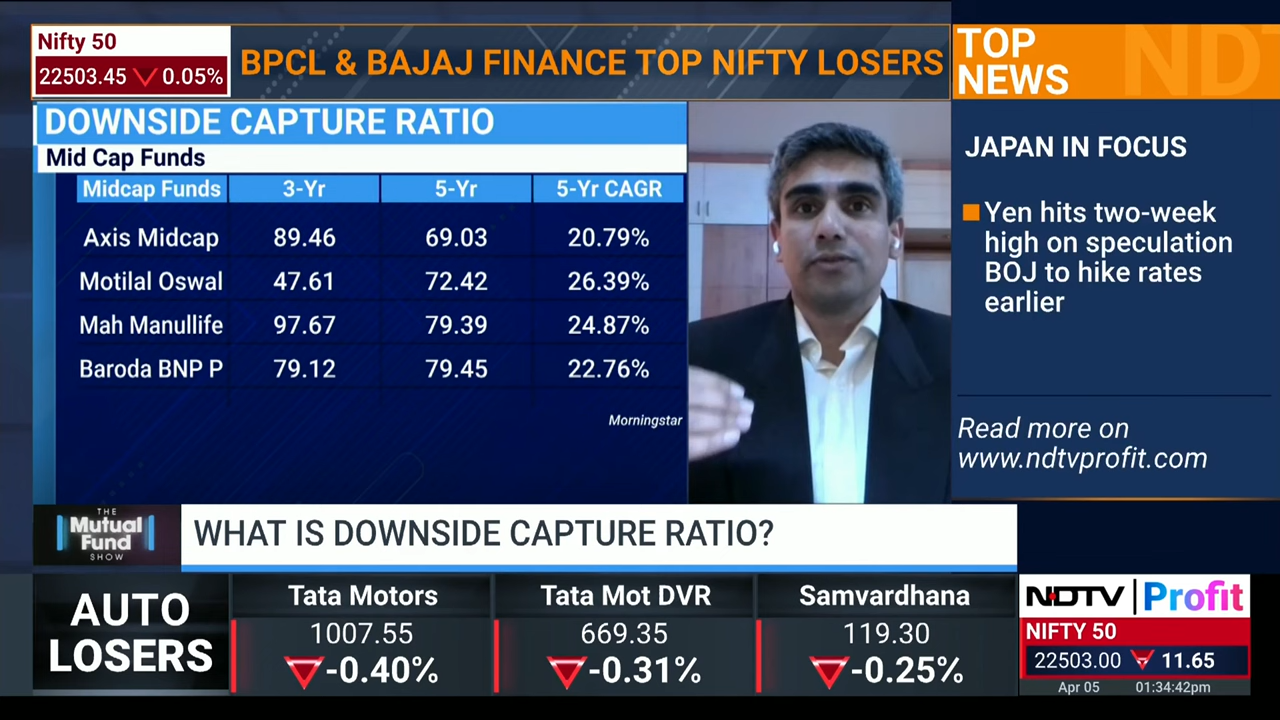 Nifty 50
22503.45 0.05%
BPCL & BAJAJ FINANCE TOP NIFTY LOSERS
TOP
NEWS
ND
DOWNSIDE CAPTURE RATIO
Mid Cap Funds
Midcap Funds 3-Yr 5-Yr 5-Yr CAGR
Axis Midcap 89.46 69.03 20.79%
Motilal Oswal 47.61 72.42 26.39%
Mah Manullife 97.67 79.39 24.87%
Baroda BNP P 79.12 79.45 22.76%
Morningstar
JAPAN IN FOCUS
Yen hits two-week
high on speculation
BOJ to hike rates
earlier
Read more on
www.ndtvprofit.com
THE
Mutual
Fund
SHOW
WHAT IS DOWNSIDE CAPTURE RATIO?
AUTO
LOSERS
Tata Motors
1007.55
-0.40%
Tata Mot DVR
669.35
-0.31%
Samvardhana
119.30
-0.25%
NDTV Profit
NIFTY 50
22503.00 11.65
Apr 05 01:34:42pm